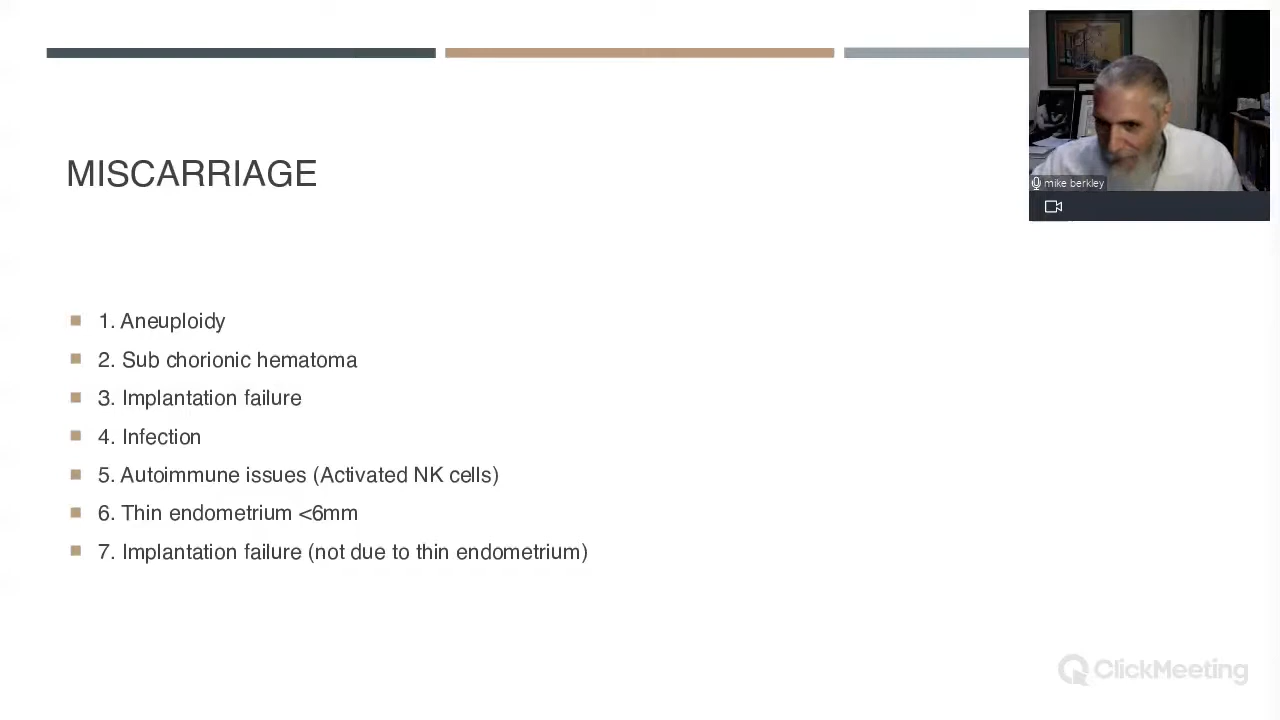 MISCARRIAGE
1. Aneuploidy
2. Sub chorionic hematoma
3. Implantation failure
4. Infection
5. Autoimmune issues (Activated NK cells)
6. Thin endometrium <6mm
7. Implantation failure (not due to thin endometrium)
mike berkley
ClickMeeting